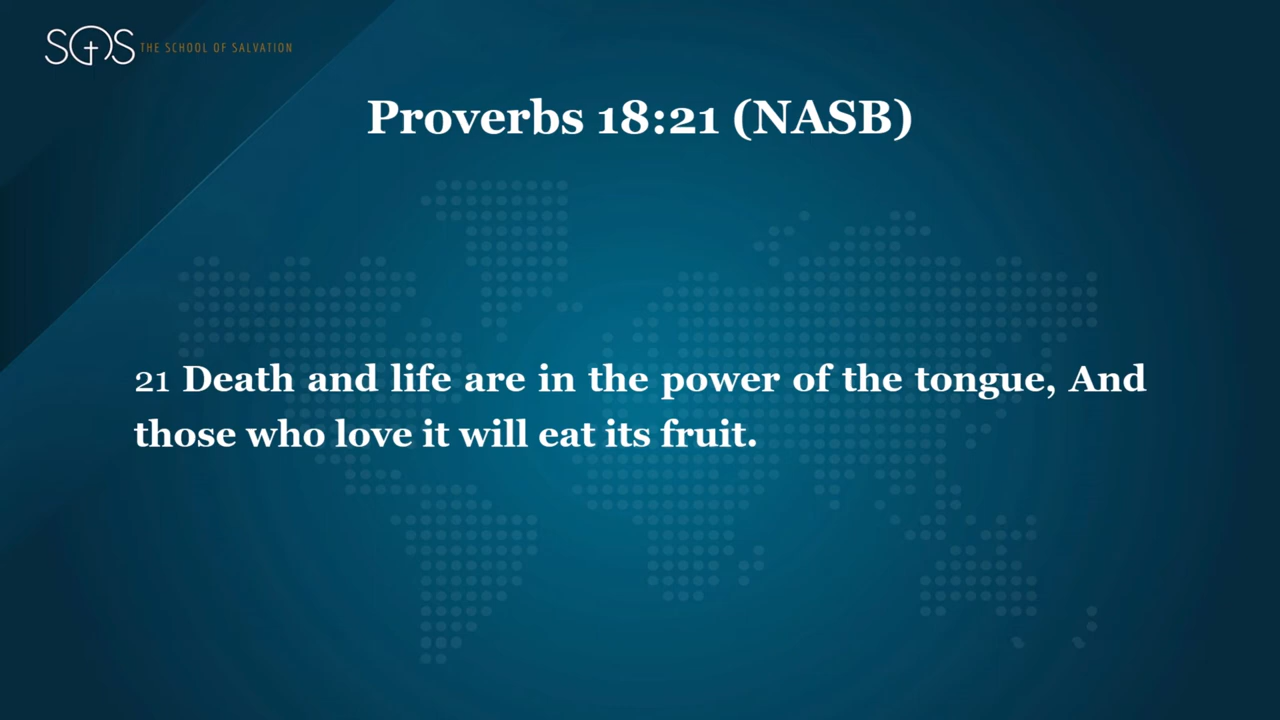 SOS THE SCHOOL OF SALVATION
Proverbs 18:21 (NASB)
21 Death and life are in the power of the tongue, And
those who love it will eat its fruit.